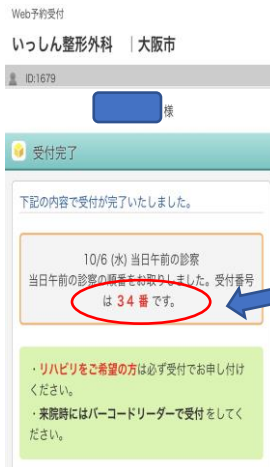 Web予約受付
いっしん整形外科 │大阪市
ID:1679
様
受付完了
下記の内容で受付が完了いたしました。
10/6 (水) 当日午前の診察
当日午前の診察の順番をお取りしました。受付番号
は 34 番 です。
・リハビリをご希望の方は必ず受付でお申し付け
ください。
・来院時にはバーコードリーダーで受付をしてく
ださい。